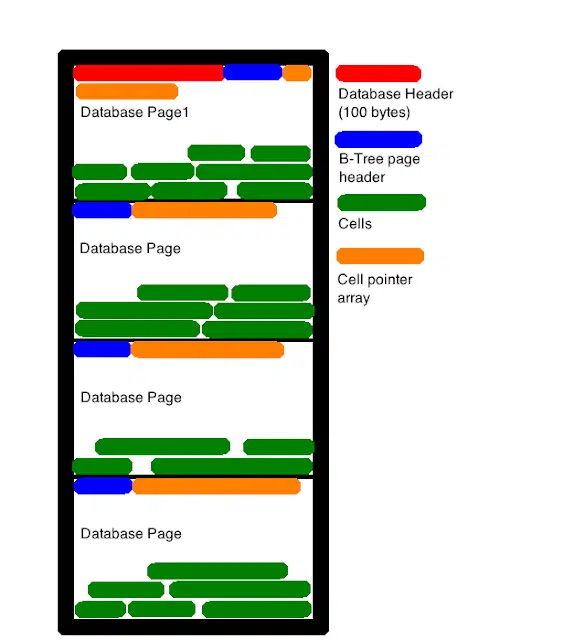 Database Page1
Database Page
Database Page
Database Page
Database Header
(100 bytes)
B-Tree page
header
Cells
Cell pointer
array